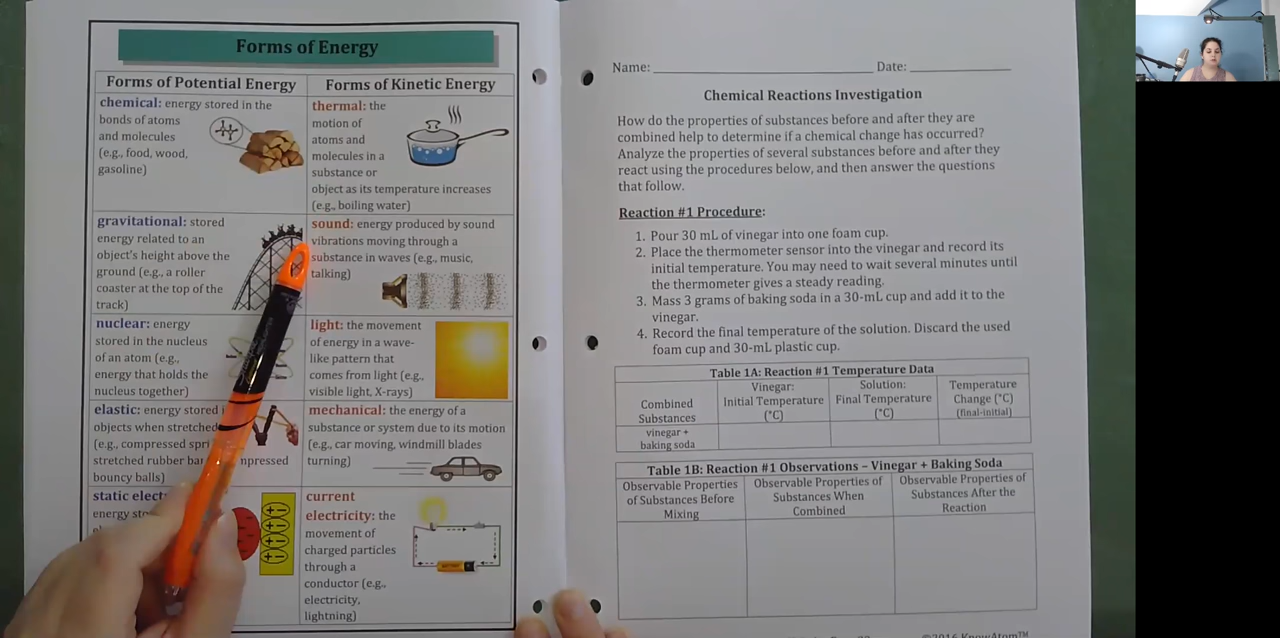 Forms of Energy
Forms of Potential Energy
Forms of Kinetic Energy
chemical: energy stored in the
bonds of atoms
and molecules
(e.g., food, wood,
gasoline)
thermal: the
motion of
atoms and
molecules in a
substance or
object as its temperature increases
(e.g., boiling water)
gravitational: stored
energy related to an
object's height above the
ground (e.g., a roller
coaster at the top of the
track)
sound: energy produced by sound
vibrations moving through a
substance in waves (e.g., music,
talking)
nuclear: energy
stored in the nucleus
of an atom (e.g.,
energy that holds the
nucleus together)
light: the movement
of energy in a wave-
like pattern that
comes from light (e.g.,
visible light, X-rays)
elastic: energy stored
objects when stretched
(e.g., compressed
stretched rubber
bouncy balls)
mechanical: the energy of a
substance or system due to its motion
(e.g., car moving, windmill blades
turning)
static
energy
current
electricity: the
movement of
charged particles
through a
conductor (e.g.,
electricity,
lightning)
Name: Date:
Chemical Reactions Investigation
How do the properties of substances before and after they are
combined help to determine if a chemical change has occurred?
Analyze the properties of several substances before and after they
react using the procedures below, and then answer the questions
that follow.
Reaction #1 Procedure:
1. Pour 30 mL of vinegar into one foam cup.
2. Place the thermometer sensor into the vinegar and record its
initial temperature. You may need to wait several minutes until
the thermometer gives a steady reading.
3. Mass 3 grams of baking soda in a 30-mL cup and add it to the
vinegar.
4. Record the final temperature of the solution. Discard the used
foam cup and 30-mL plastic cup.
Table 1A: Reaction #1 Temperature Data
Combined
Substances
Vinegar:
Initial Temperature
(°C)
Solution:
Final Temperature
(°C)
Temperature
Change (°C)
(final-initial)
vinegar +
baking soda
Table 1B: Reaction #1 Observations – Vinegar + Baking Soda
Observable Properties
of Substances Before
Mixing
Observable Properties of
Substances When
Combined
Observable Properties of
Substances After the
Reaction
©2016 KnowAtom™